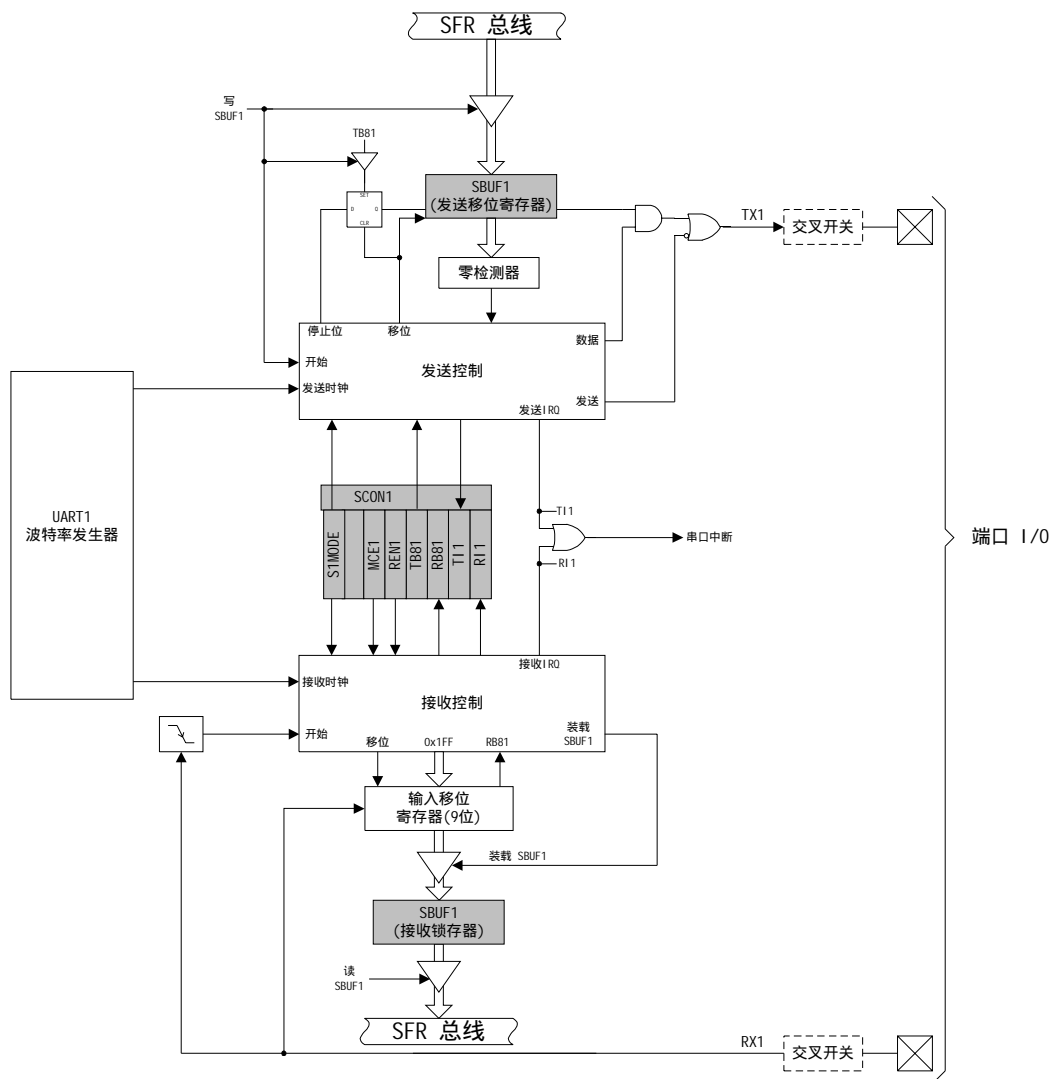 SFR 总线
写
SBUF1
TB81
SET
D
Q
CLR
SBUF1
(发送移位寄存器)
TX1
交叉开关
零检测器
停止位
移位
数据
开始
发送控制
发送时钟
发送
发送IRQ
UART1
波特率发生器
SCON1
S1MODE
MCE1
REN1
TB81
RB81
TI1
RI1
TI1
串口中断
RI1
端口 I/O
接收IRQ
接收时钟
接收控制
开始
装载
SBUF1
移位
0x1FF
RB81
输入移位
寄存器(9位)
装载 SBUF1
SBUF1
(接收锁存器)
读
SBUF1
SFR 总线
RX1
交叉开关